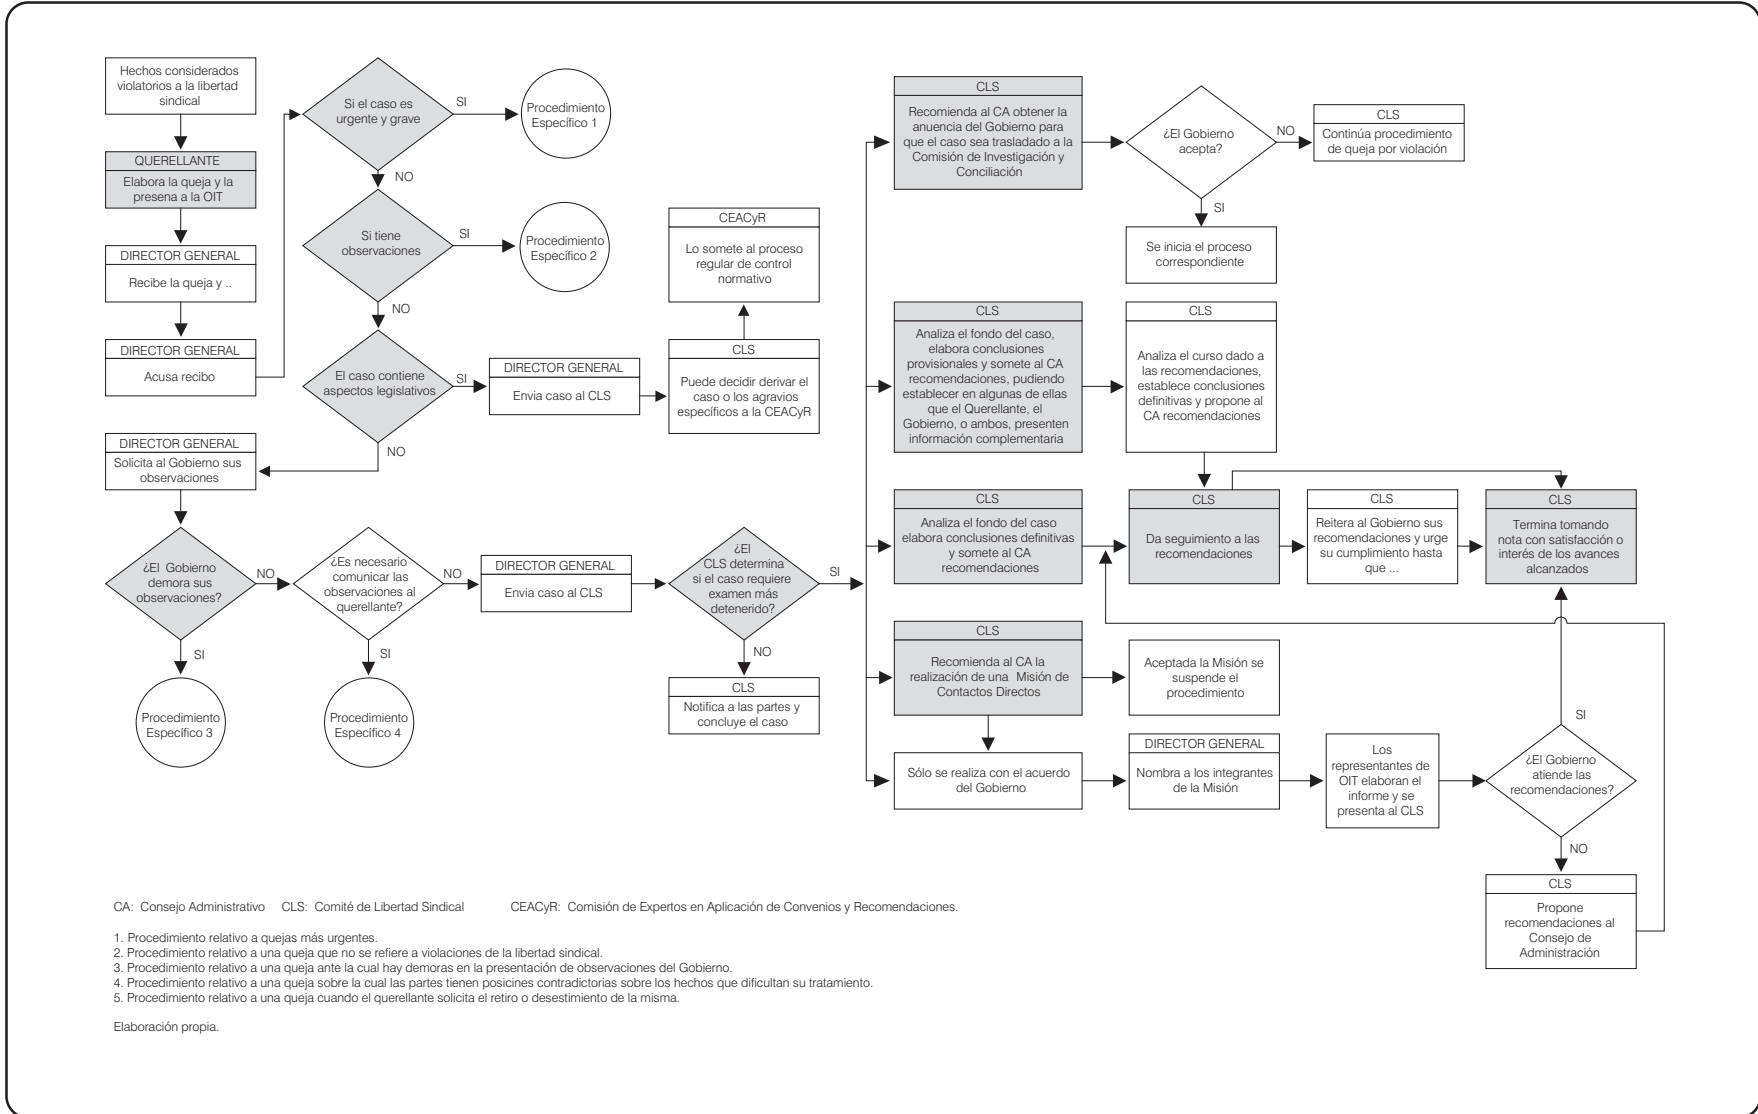 Hechos considerados
violatorios a la libertad
sindical
QUERELLANTE
Elabora la queja y la
presena a la OIT
DIRECTOR GENERAL
Recibe la queja y ..
DIRECTOR GENERAL
Acusa recibo
Si el caso es
urgente y grave
SI
Procedimiento
Específico 1
NO
Si tiene
observaciones
SI
Procedimiento
Específico 2
NO
El caso contiene
aspectos legislativos
SI
DIRECTOR GENERAL
Envia caso al CLS
CLS
Puede decidir derivar el
caso o los agravios
específicos a la CEACyR
CEACyR
Lo somete al proceso
regular de control
normativo
NO
DIRECTOR GENERAL
Solicita al Gobierno sus
observaciones
¿El Gobierno
demora sus
observaciones?
SI
Procedimiento
Específico 3
NO
¿Es necesario
comunicar las
observaciones al
querellante?
SI
Procedimiento
Específico 4
NO
DIRECTOR GENERAL
Envia caso al CLS
¿El
CLS determina
si el caso requiere
examen más
detenerido?
NO
CLS
Notifica a las partes y
concluye el caso
SI
CLS
Recomienda al CA obtener la
anuencia del Gobierno para
que el caso sea trasladado a la
Comisión de Investigación y
Conciliación
¿El Gobierno
acepta?
NO
CLS
Continúa procedimiento
de queja por violación
SI
Se inicia el proceso
correspondiente
CLS
Analiza el fondo del caso,
elabora conclusiones
provisionales y somete al CA
recomendaciones, pudiendo
establecer en algunas de ellas
que el Querellante, el
Gobierno, o ambos, presenten
información complementaria
CLS
Analiza el curso dado a
las recomendaciones,
establece conclusiones
definitivas y propone al
CA recomendaciones
CLS
Analiza el fondo del caso
elabora conclusiones definitivas
y somete al CA
recomendaciones
CLS
Da seguimiento a las
recomendaciones
CLS
Reitera al Gobierno sus
recomendaciones y urge
su cumplimiento hasta
que ...
CLS
Termina tomando
nota con satisfacción o
interés de los avances
alcanzados
CLS
Recomienda al CA la
realización de una Misión de
Contactos Directos
Aceptada la Misión se
suspende el
procedimiento
Sólo se realiza con el acuerdo
del Gobierno
DIRECTOR GENERAL
Nombra a los integrantes
de la Misión
Los
representantes de
OIT elaboran el
informe y se
presenta al CLS
¿El Gobierno
atiende las
recomendaciones?
SI
NO
CLS
Propone
recomendaciones al
Consejo de
Administración
CA: Consejo Administrativo CLS: Comité de Libertad Sindical CEACyR: Comisión de Expertos en Aplicación de Convenios y Recomendaciones.
1. Procedimiento relativo a quejas más urgentes.
2. Procedimiento relativo a una queja que no se refiere a violaciones de la libertad sindical.
3. Procedimiento relativo a una queja ante la cual hay demoras en la presentación de observaciones del Gobierno.
4. Procedimiento relativo a una queja sobre la cual las partes tienen posicines contradictorias sobre los hechos que dificultan su tratamiento.
5. Procedimiento relativo a una queja cuando el querellante solicita el retiro o desestimiento de la misma.
Elaboración propia.